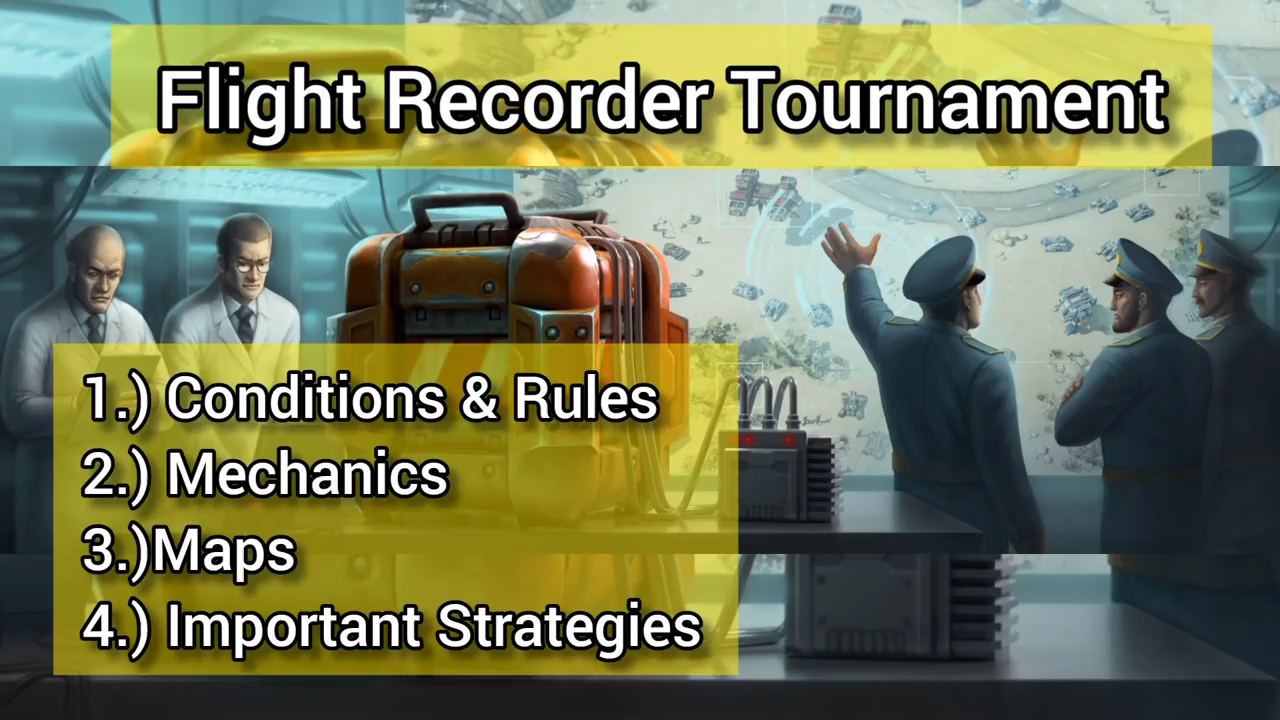 Flight Recorder Tournament
1.) Conditions & Rules
2.) Mechanics
3.)Maps
4.) Important Strategies